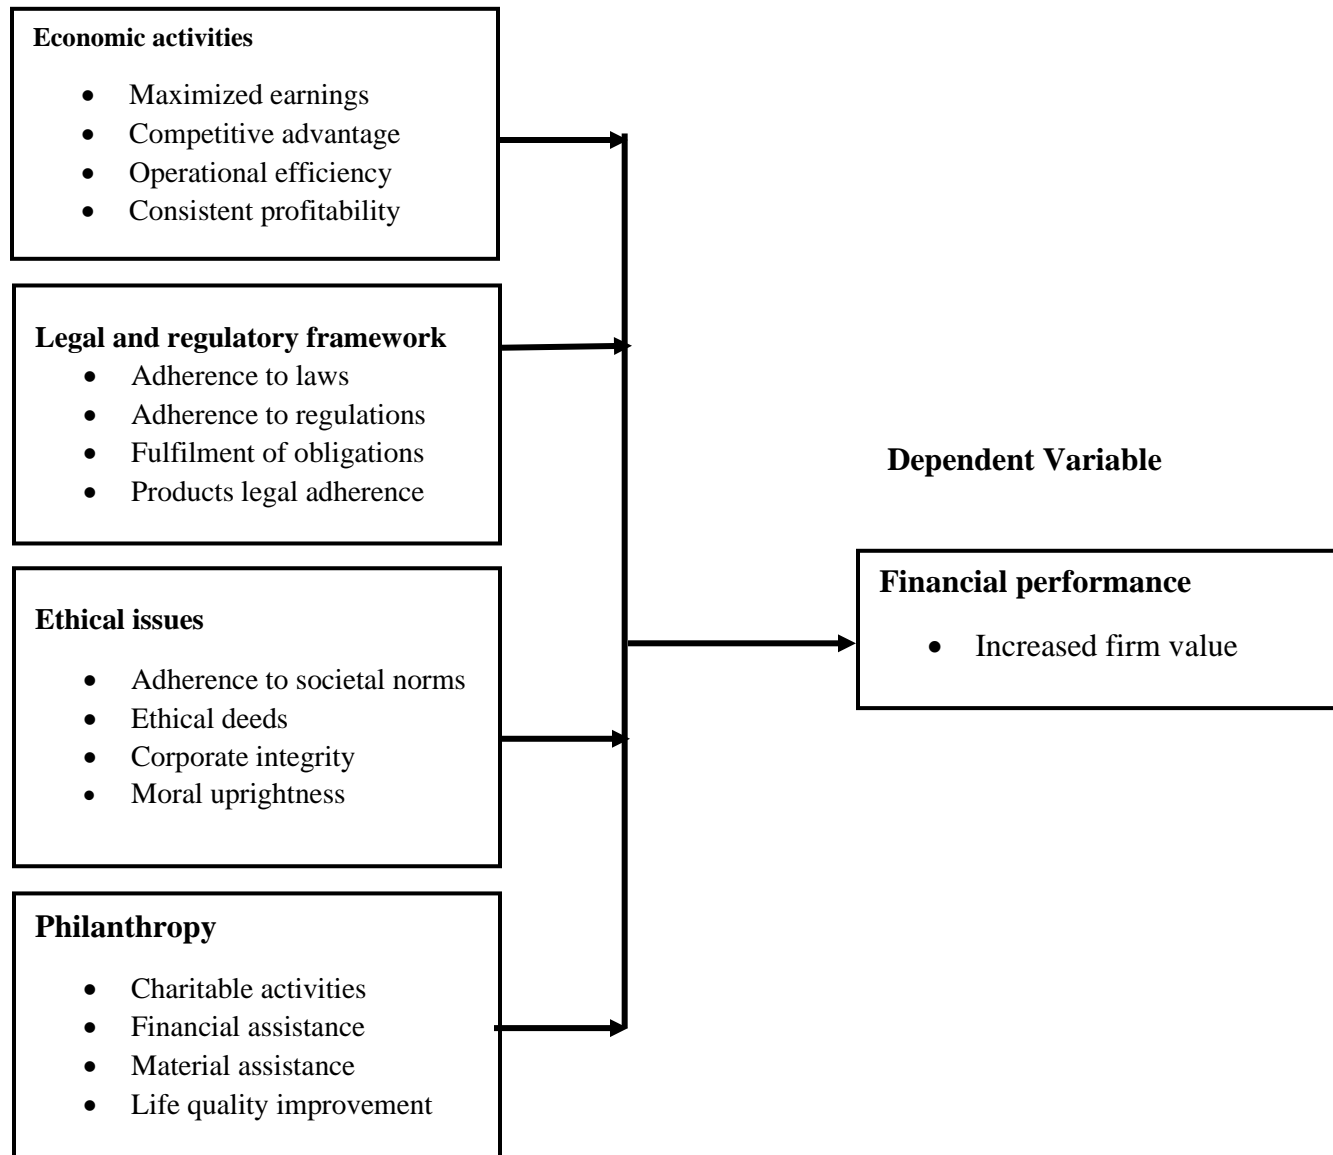 Economic activities
• Maximized earnings
• Competitive advantage
• Operational efficiency
• Consistent profitability
Legal and regulatory framework
• Adherence to laws
• Adherence to regulations
• Fulfilment of obligations
• Products legal adherence
Ethical issues
• Adherence to societal norms
• Ethical deeds
• Corporate integrity
• Moral uprightness
Philanthropy
• Charitable activities
• Financial assistance
• Material assistance
• Life quality improvement
Dependent Variable
Financial performance
• Increased firm value